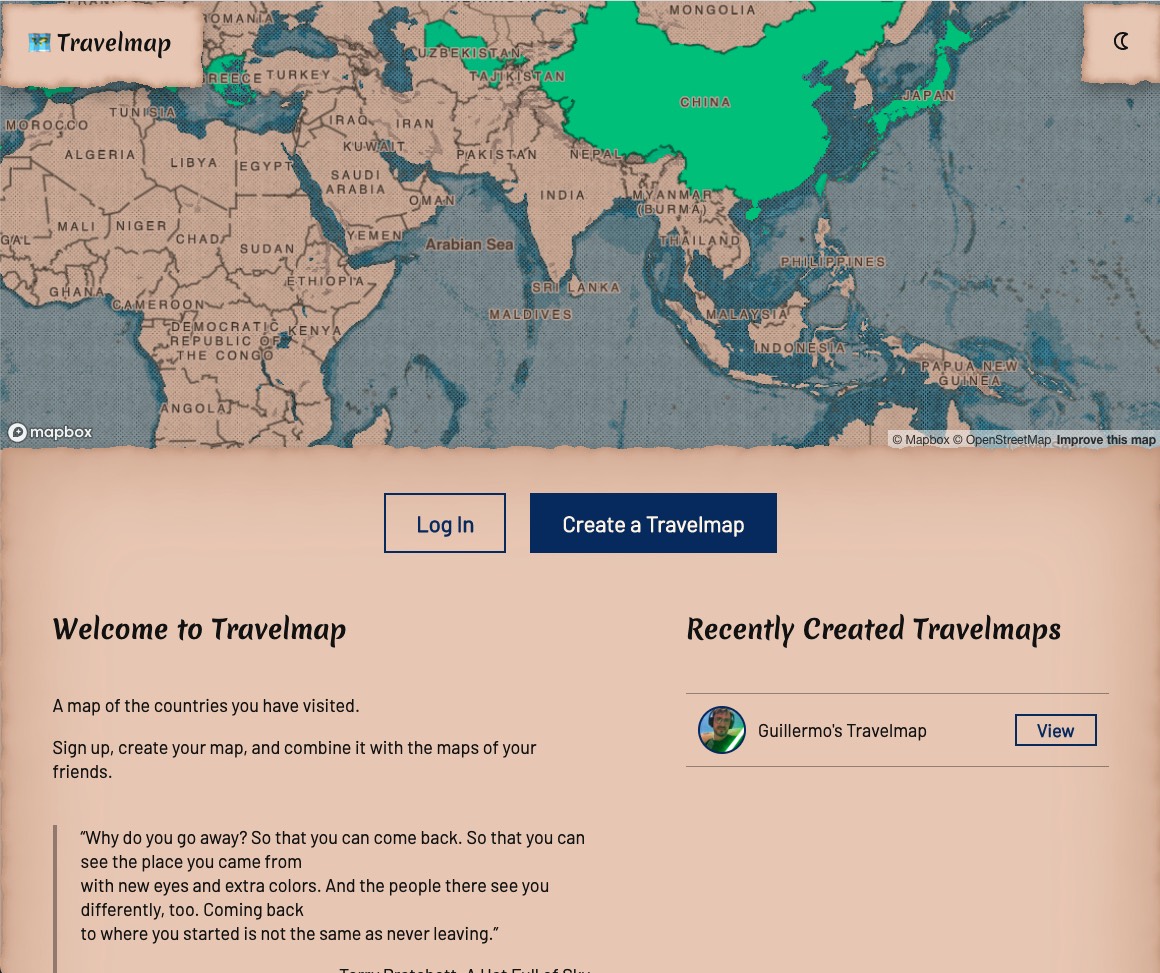 ROMANIA
MONGOLIA
Travelmap
UZBEKISTAN
GREECE
TURKEY
TAJIKISTAN
CHINA
JAPAN
TUNISIA
MOROCCO
IRAQ
IRAN
KUWAIT
ALGERIA
LIBYA
EGYPT
PAKISTAN
NEPAL
SAUDI
ARABIA
INDIA
MYANMAR
(BURMA)
OMAN
MALI
NIGER
CHAD
YEMEN
SUDAN
Arabian Sea
THAILAND
PHILIPPINES
ETHIOPIA
GHANA
SRI LANKA
CAMEROON
MALDIVES
MALAYSIA
DEMOCRATIC
REPUBLIC OF
THE CONGO
KENYA
INDONESIA
PAPUA NEW
GUINEA
ANGOLA
mapbox
© Mapbox © OpenStreetMap Improve this map
Log In
Create a Travelmap
Welcome to Travelmap
A map of the countries you have visited.
Sign up, create your map, and combine it with the maps of your
friends.
“Why do you go away? So that you can come back. So that you can
see the place you came from
with new eyes and extra colors. And the people there see you
differently, too. Coming back
to where you started is not the same as never leaving.”
Terry Pratchett, A Hat Full of Sky
Recently Created Travelmaps
Guillermo's Travelmap
View